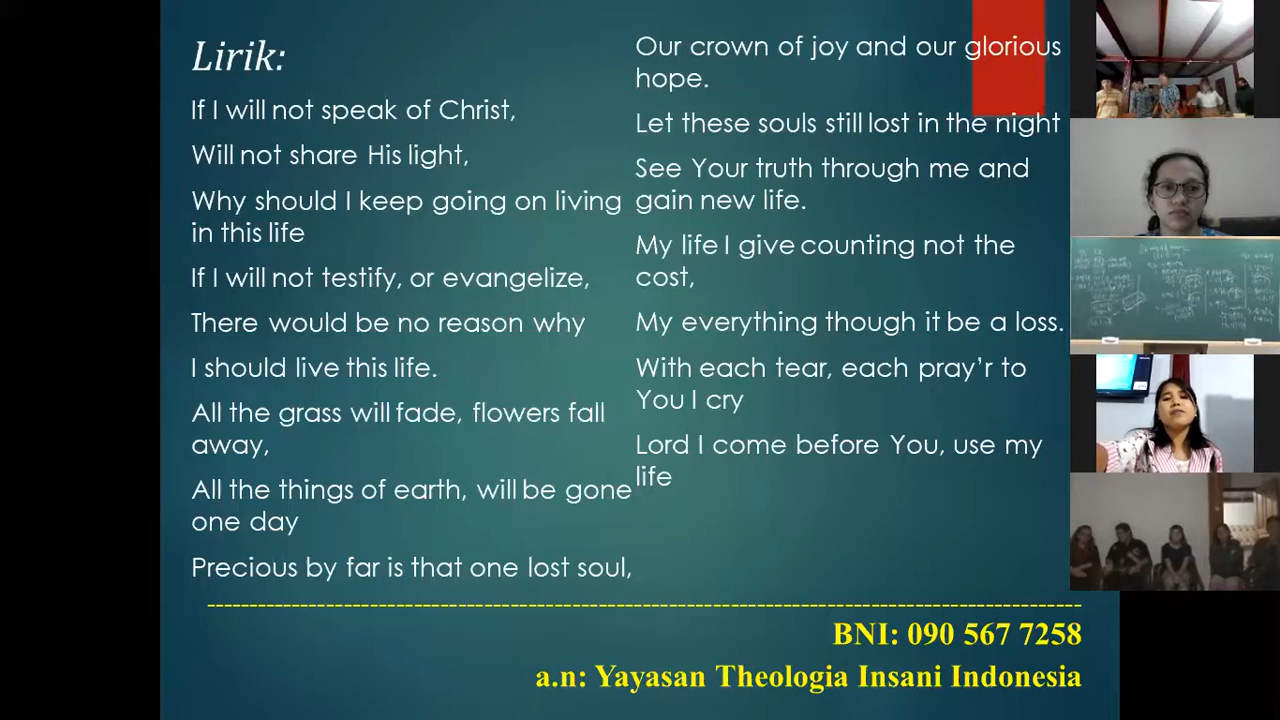 Lirik:
If I will not speak of Christ,
Will not share His light,
Why should I keep going on living
in this life
If I will not testify, or evangelize,
There would be no reason why
I should live this life.
All the grass will fade, flowers fall
away,
All the things of earth, will be gone
one day
Precious by far is that one lost soul,
Our crown of joy and our glorious
hope.
Let these souls still lost in the night
See Your truth through me and
gain new life.
My life I give counting not the
cost,
My everything though it be a loss.
With each tear, each pray’r to
You I cry
Lord I come before You, use my
life
BNI: 090 567 7258
a.n: Yayasan Theologia Insani Indonesia